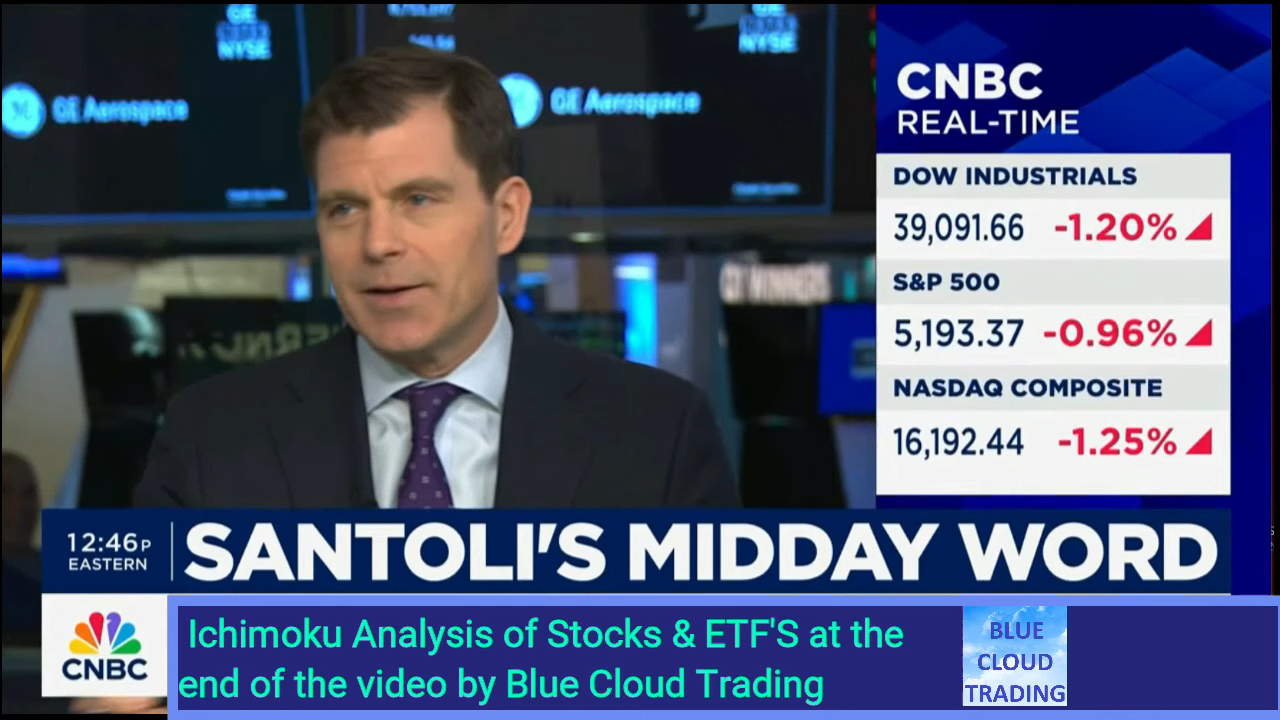 GE
NYSE
GE Aerospace
NYSE
GE Aerospace
CNBC
REAL-TIME
DOW INDUSTRIALS
39,091.66 -1.20%
S&P 500
5,193.37 -0.96%
NASDAQ COMPOSITE
16,192.44 -1.25%
12:46P
EASTERN
SANTOLI'S MIDDAY WORD
CNBC
Ichimoku Analysis of Stocks & ETF'S at the
end of the video by Blue Cloud Trading
BLUE
CLOUD
TRADING